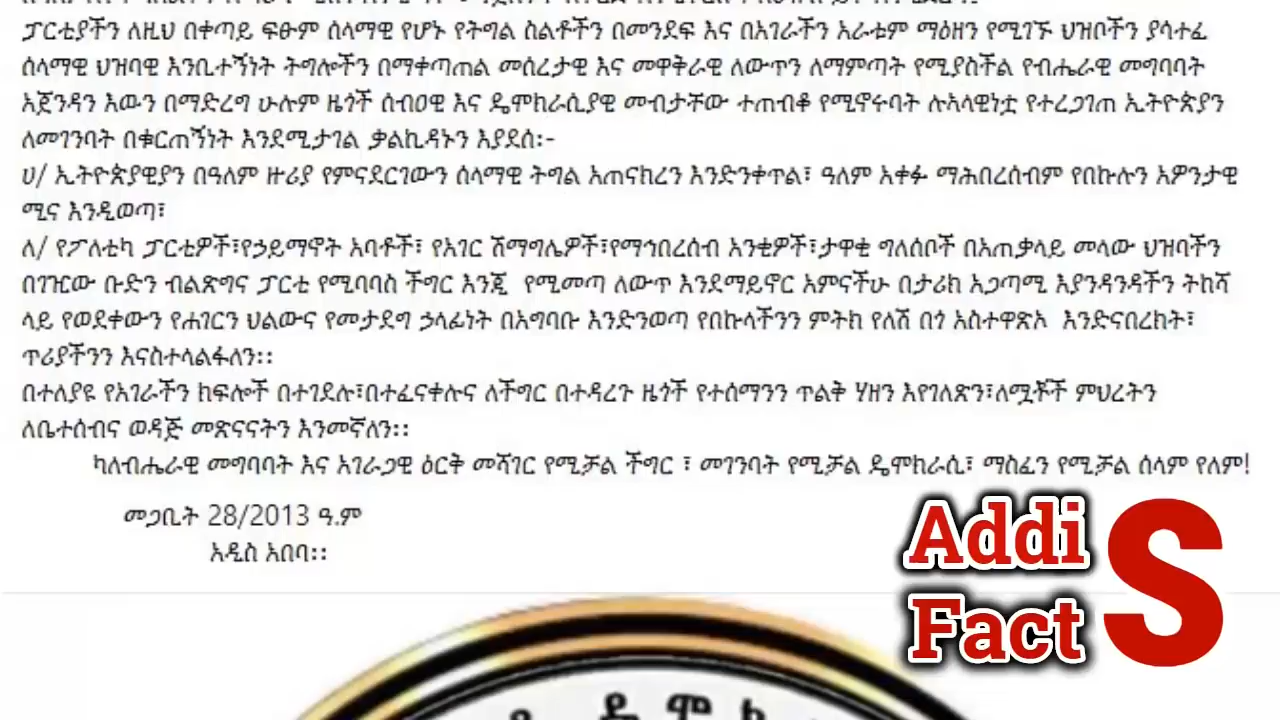 ፓርቲያችን ለዚህ በቀጣይ ፍፁም ሰላማዊ የሆኑ የትግል ስልቶችን በመንደፍ እና በአገራችን አራቱም ማዕዘን የሚገኙ ህዝቦችን ያሳተፈ
ሰላማዊ ህዝባዊ እንቢተኝነት ትግሎችን በማቀጣጠል መሰረታዊ እና መዋቅራዊ ለውጥን ለማምጣት የሚያስችል የብሔራዊ መግባባት
አጀንዳን እውን በማድረግ ሁሉም ዜጎች ሰብዐዊ እና ዴሞክራሲያዊ መብታቸው ተጠብቆ የሚኖሩባት ሉአላዊነቷ የተረጋገጠ ኢትዮጵያን
ለመገንባት በቁርጠኝነት እንደሚታገል ቃልኪዳኑን እያደሰ፡-
ሀ/ ኢትዮጵያዊያን በዓለም ዙሪያ የምናደርገውን ሰላማዊ ትግል አጠናክረን እንድንቀጥል፣ ዓለም አቀፉ ማሕበረሰብም የበኩሉን አዎንታዊ
ሚና እንዲወጣ፣
ለ/ የፖለቲካ ፓርቲዎች፣የኃይማኖት አባቶች፣ የአገር ሽማግሌዎች፣የማኅበረሰብ አንቂዎች፣ታዋቂ ግለሰቦች በአጠቃላይ መላው ህዝባችን
በገዢው ቡድን ብልጽግና ፓርቲ የሚባባስ ችግር እንጂ የሚመጣ ለውጥ እንደማይኖር አምናችሁ በታሪክ አጋጣሚ እያንዳንዳችን ትከሻ
ላይ የወደቀውን የሐገርን ህልውና የመታደግ ኃላፊነት በአግባቡ እንድንወጣ የበኩላችንን ምትክ የለሽ በጎ አስተዋጽኦ እንድናበረክት፣
ጥሪያችንን እናስተላልፋለን፡፡
በተለያዩ የአገራችን ክፍሎች በተገደሉ፣በተፈናቀሉና ለችግር በተዳረጉ ዜጎች የተሰማንን ጥልቅ ሃዘን እየገለጽን፣ለሟቾች ምህረትን
ለቤተሰብና ወዳጅ መጽናናትን እንመኛለን፡፡
ካለብሔራዊ መግባባት እና አገራጋዊ ዕርቅ መሻገር የሚቻል ችግር ፣ መገንባት የሚቻል ዴሞክራሲ፣ ማስፈን የሚቻል ሰላም የለም!
መጋቢት 28/2013 ዓ.ም
አዲስ አበባ፡፡
Addi S
Fact